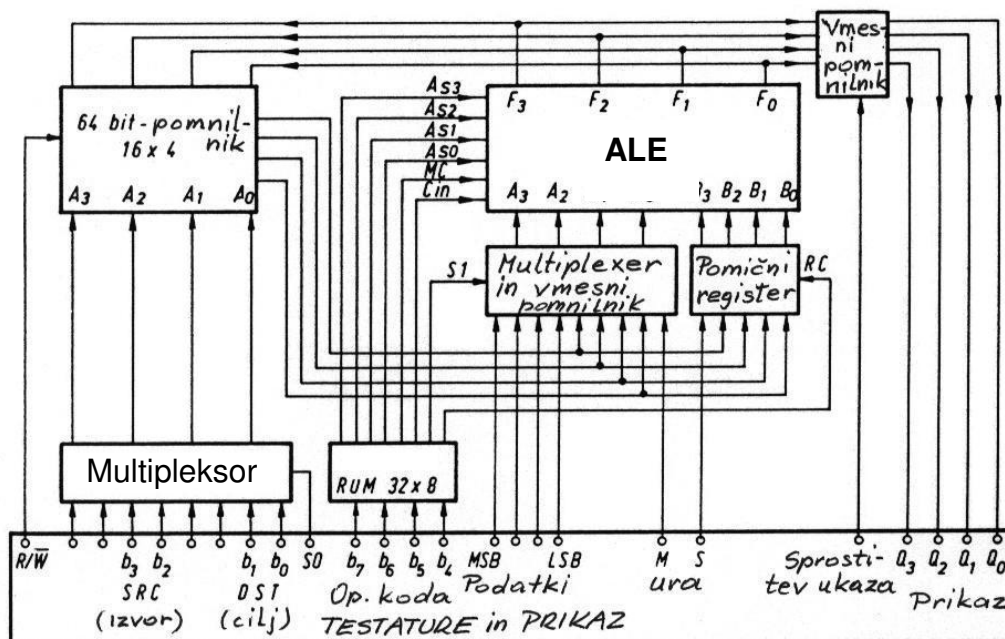 Vmes-
ni
pom-
nilnik
As3
As2
As1
As0
MC
Cin
F3 F2 F1 F0
ALE
A3 A2
B3 B2 B1 B0
64 bit-pomnil-
nik
16 x 4
A3 A2 A1 A0
S1
Multiplexer
in vmesni
pomnilnik
Pomični
register
RC
Multipleksor
RUM 32x8
R/W̅ b3 b2 b1 b0 S0 b7 b6 b5 b4 MSB LSB M S
SRC
(izvor)
DST
(cilj)
Op. koda
Podatki
ura
Sprosti-
tev ukaza
Q3 Q2 Q1 Q0
Prikaz
TESTATURE in PRIKAZ